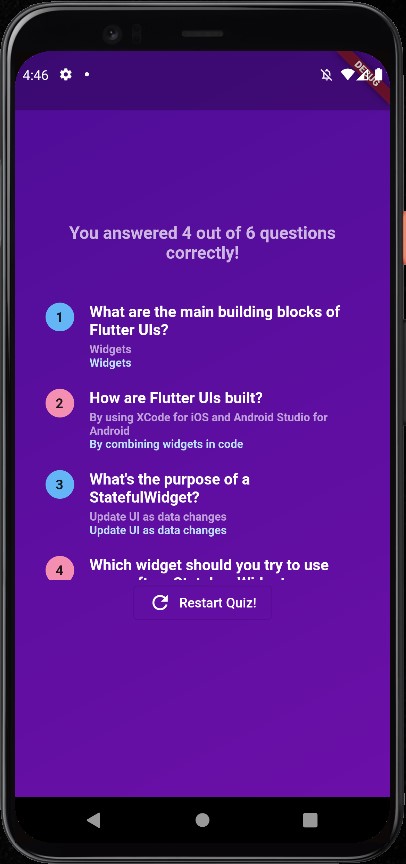 4:46
DEBUG
You answered 4 out of 6 questions
correctly!
1
What are the main building blocks of
Flutter UIs?
Widgets
Widgets
2
How are Flutter UIs built?
By using XCode for iOS and Android Studio for
Android
By combining widgets in code
3
What's the purpose of a
StatefulWidget?
Update UI as data changes
Update UI as data changes
4
Which widget should you try to use
Restart Quiz!